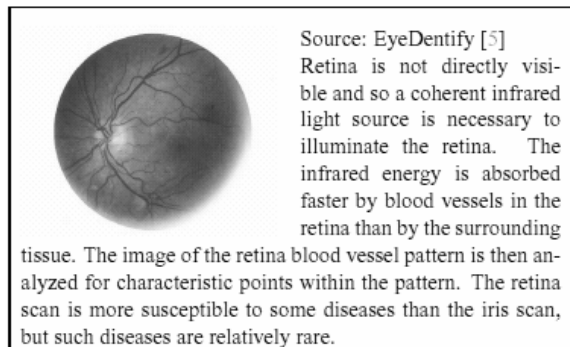 Source: EyeDentify [5]
Retina is not directly visi-
ble and so a coherent infrared
light source is necessary to
illuminate the retina. The
infrared energy is absorbed
faster by blood vessels in the
retina than by the surrounding
tissue. The image of the retina blood vessel pattern is then an-
alyzed for characteristic points within the pattern. The retina
scan is more susceptible to some diseases than the iris scan,
but such diseases are relatively rare.